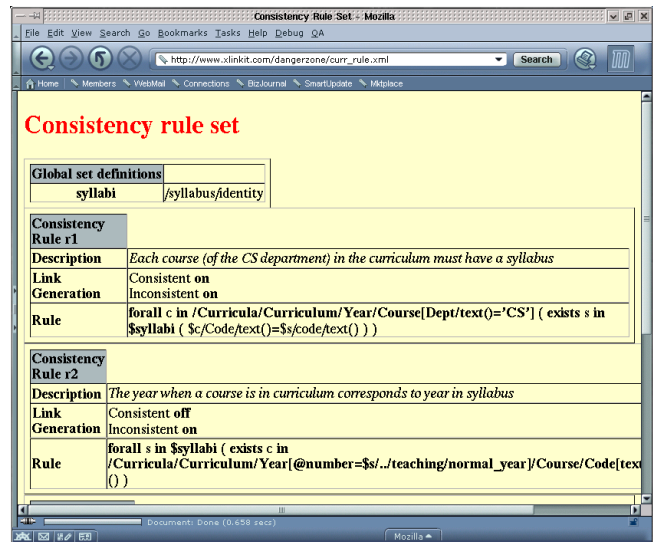 Consistency Rule Set - Mozilla
File Edit View Search Go Bookmarks Tasks Help Debug QA
http://www.xlinkit.com/dangerzone/curr_rule.xml Search
Home Members WebMail Connections BizJournal SmartUpdate Mktplace
Consistency rule set
Global set definitions
syllabi /syllabus/identity
Consistency
Rule r1
Description Each course (of the CS department) in the curriculum must have a syllabus
Link Generation Consistent on
Inconsistent on
Rule forall c in /Curricula/Curriculum/Year/Course[Dept/text()='CS'] ( exists s in
$syllabi ( $c/Code/text()=$s/code/text() ) )
Consistency
Rule r2
Description The year when a course is in curriculum corresponds to year in syllabus
Link Generation Consistent off
Inconsistent on
Rule forall s in $syllabi ( exists c in
/Curricula/Curriculum/Year[@number=$s/../teaching/normal_year]/Course/Code[text
() )
Document: Done (0.658 secs)
Mozilla